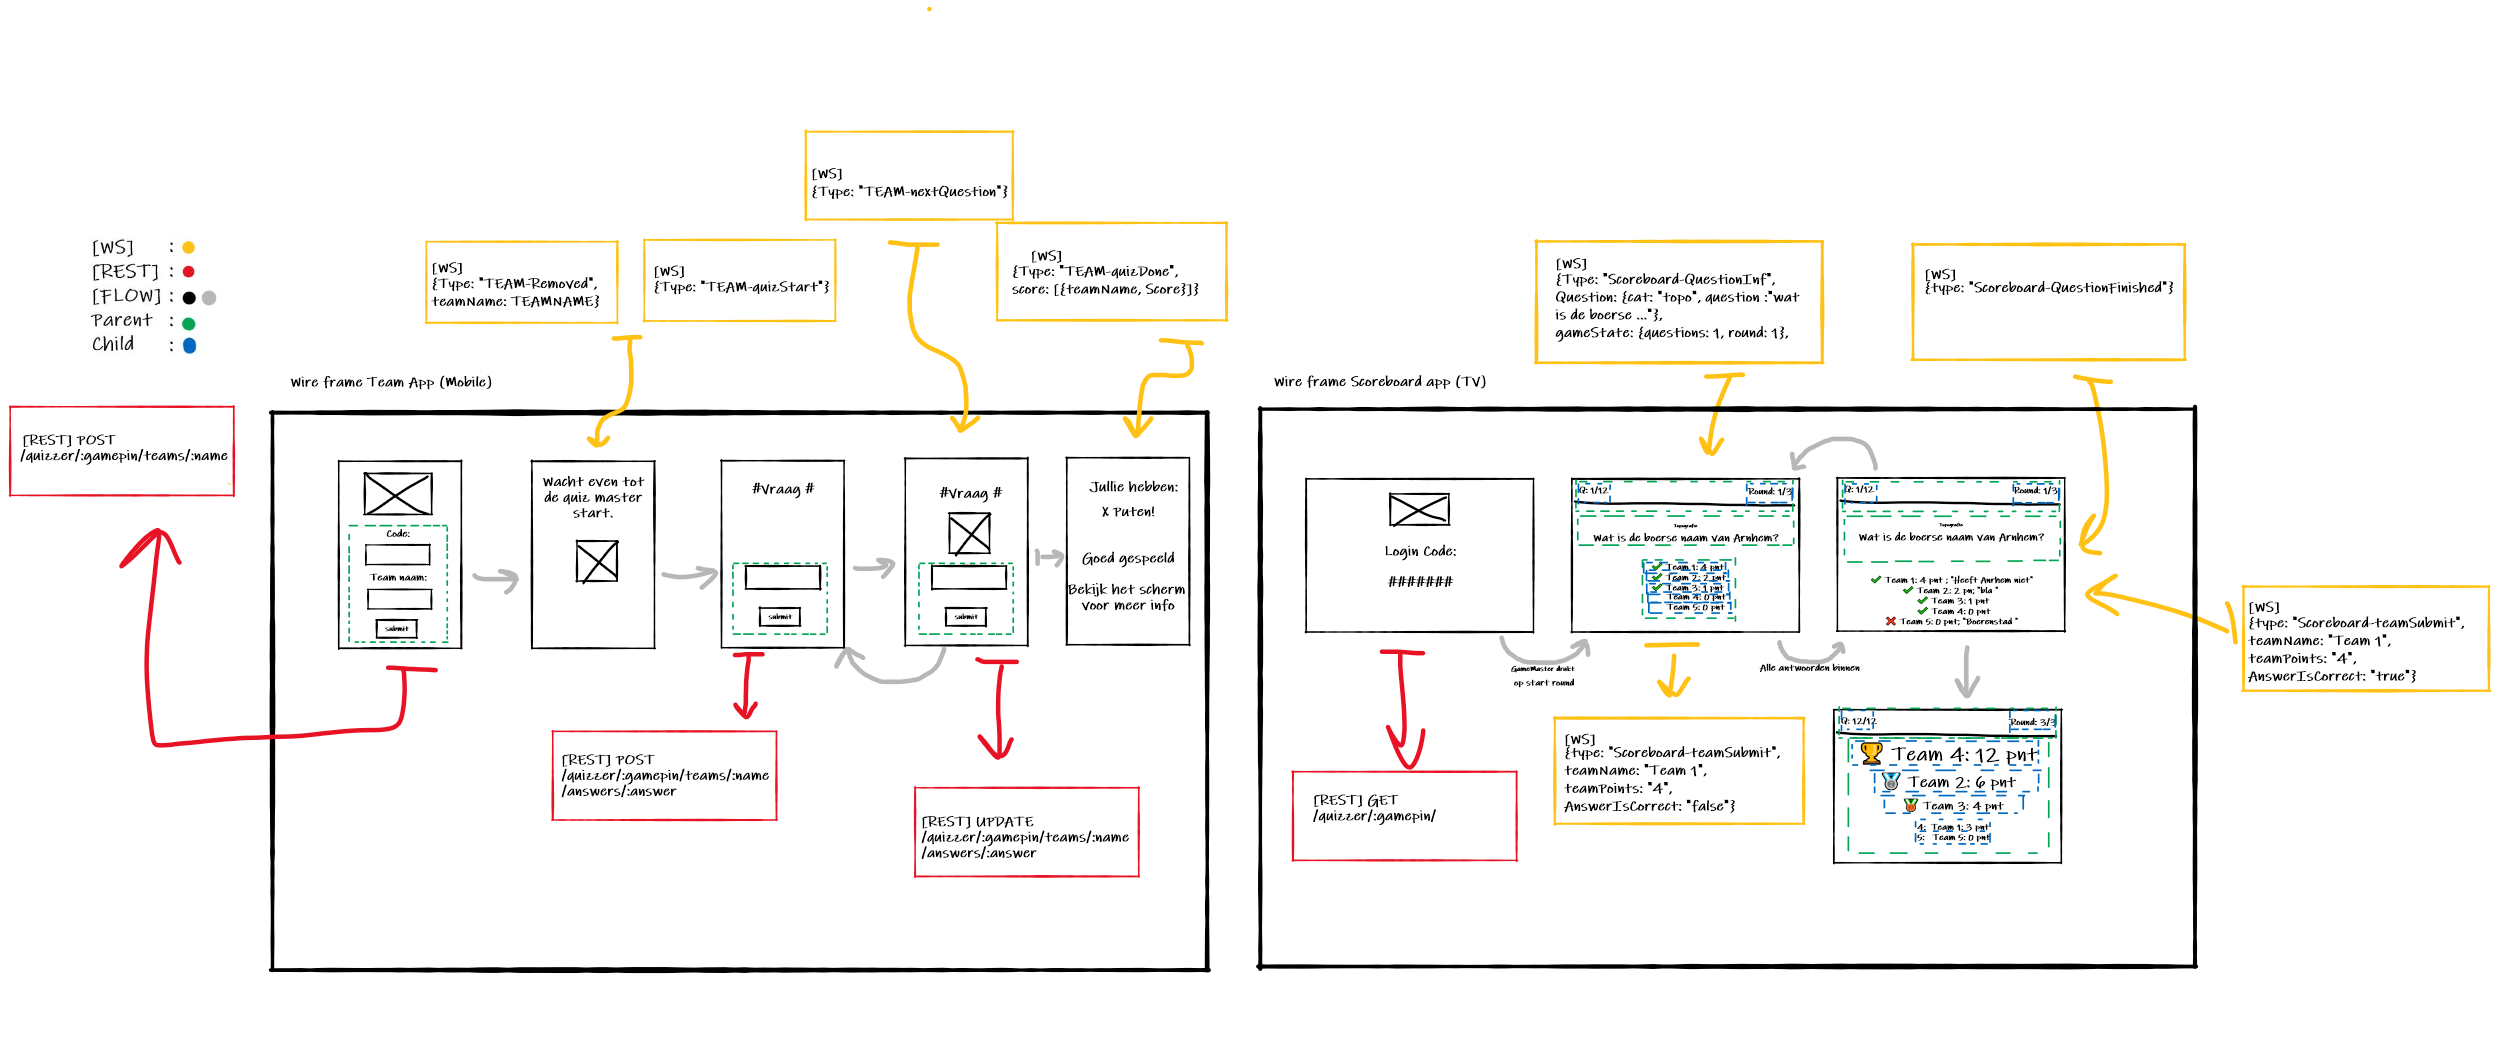 [WS] :
[REST] :
[FLOW] :
Parent :
Child :
[REST] POST
/quizzer/:gamepin/teams/:name
[WS]
{Type: "TEAM-Removed",
teamName: TEAMNAME}
[WS]
{Type: "TEAM-quizStart"}
[WS]
{Type: "TEAM-nextQuestion"}
[WS]
{Type: "TEAM-quizDone",
score: [{teamName, Score}]}
Wire frame Team App (Mobile)
Code:
Team naam:
submit
Wacht even tot
de quiz master
start.
#Vraag #
submit
#Vraag #
submit
Jullie hebben:
X Puten!
Goed gespeeld
Bekijk het scherm
voor meer info
[REST] POST
/quizzer/:gamepin/teams/:name
/answers/:answer
[REST] UPDATE
/quizzer/:gamepin/teams/:name
/answers/:answer
[WS]
{Type: "Scoreboard-QuestionInf",
Question: {cat: "topo", question :"wat
is de boerse ..."},
gameState: {questions: 1, round: 1},
[WS]
{type: "Scoreboard-QuestionFinished"}
Wire frame Scoreboard app (TV)
Login Code:
#######
GameMaster drukt
op start round
Q: 1/12
Round: 1/3
Topografie
Wat is de boerse naam van Arnhem?
Team 1: 4 pnt
Team 2: 2 pnt
Team 3: 1 pnt
Team 4: 0 pnt
Team 5: 0 pnt
Alle antwoorden binnen
Q: 1/12
Round: 1/3
Topografie
Wat is de boerse naam van Arnhem?
Team 1: 4 pnt ; "Heeft Anrhem niet"
Team 2: 2 pn; "bla "
Team 3: 1 pnt
Team 4: 0 pnt
Team 5: 0 pnt; "Boerenstad "
Q: 12/12
Round: 3/3
Team 4: 12 pnt
Team 2: 6 pnt
Team 3: 4 pnt
4: Team 1: 3 pnt
5: Team 5: 0 pnt
[REST] GET
/quizzer/:gamepin/
[WS]
{type: "Scoreboard-teamSubmit",
teamName: "Team 1",
teamPoints: "4",
AnswerIsCorrect: "false"}
[WS]
{type: "Scoreboard-teamSubmit",
teamName: "Team 1",
teamPoints: "4",
AnswerIsCorrect: "true"}